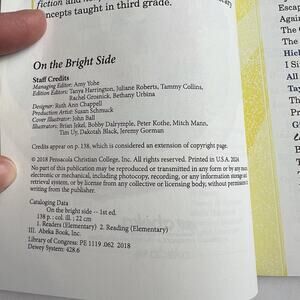 fiction and
concepts taught in third grade.
On the Bright Side
Staff Credits
Managing Editor: Amy Yohe
Edition Editors: Tanya Harrington, Juliane Roberts, Tammy Collins,
Rachel Grosnick, Bethany Urbina
Designer: Ruth Ann Chappell
Production Artist: Susan Schmuck
Cover Illustrator: John Ball
Illustrators: Brian Jekel, Bobby Dalrymple, Peter Kothe, Mitch Mann,
Tim Uy, Dakotah Black, Jeremy Gorman
Credits appear on p. 138, which is considered an extension of copyright page.
© 2018 Pensacola Christian College, Inc. All rights reserved. Printed in U.S.A. 2024
No part of this publication may be reproduced or transmitted in any form or by any means,
electronic or mechanical, including photocopy, recording, or any information storage and
retrieval system, or by license from any collective or licensing body, without permission in
writing from the publisher.
Cataloging Data
On the bright side --1st ed.
138 p.: col. ill.; 22 cm
1. Readers (Elementary) 2. Reading (Elementary)
III. Abeka Book, Inc.
Library of Congress: PE 1119 .O62 2018
Dewey System: 428.6
Escap
Again
The
Hiel
I Si
All
Tay
The